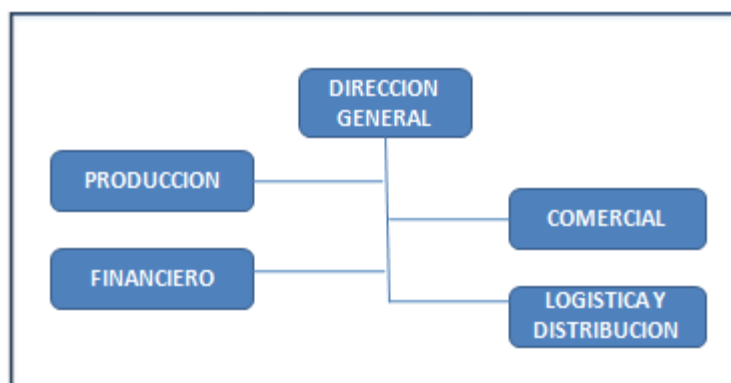 DIRECCION
GENERAL
PRODUCCION
COMERCIAL
FINANCIERO
LOGISTICA Y
DISTRIBUCION